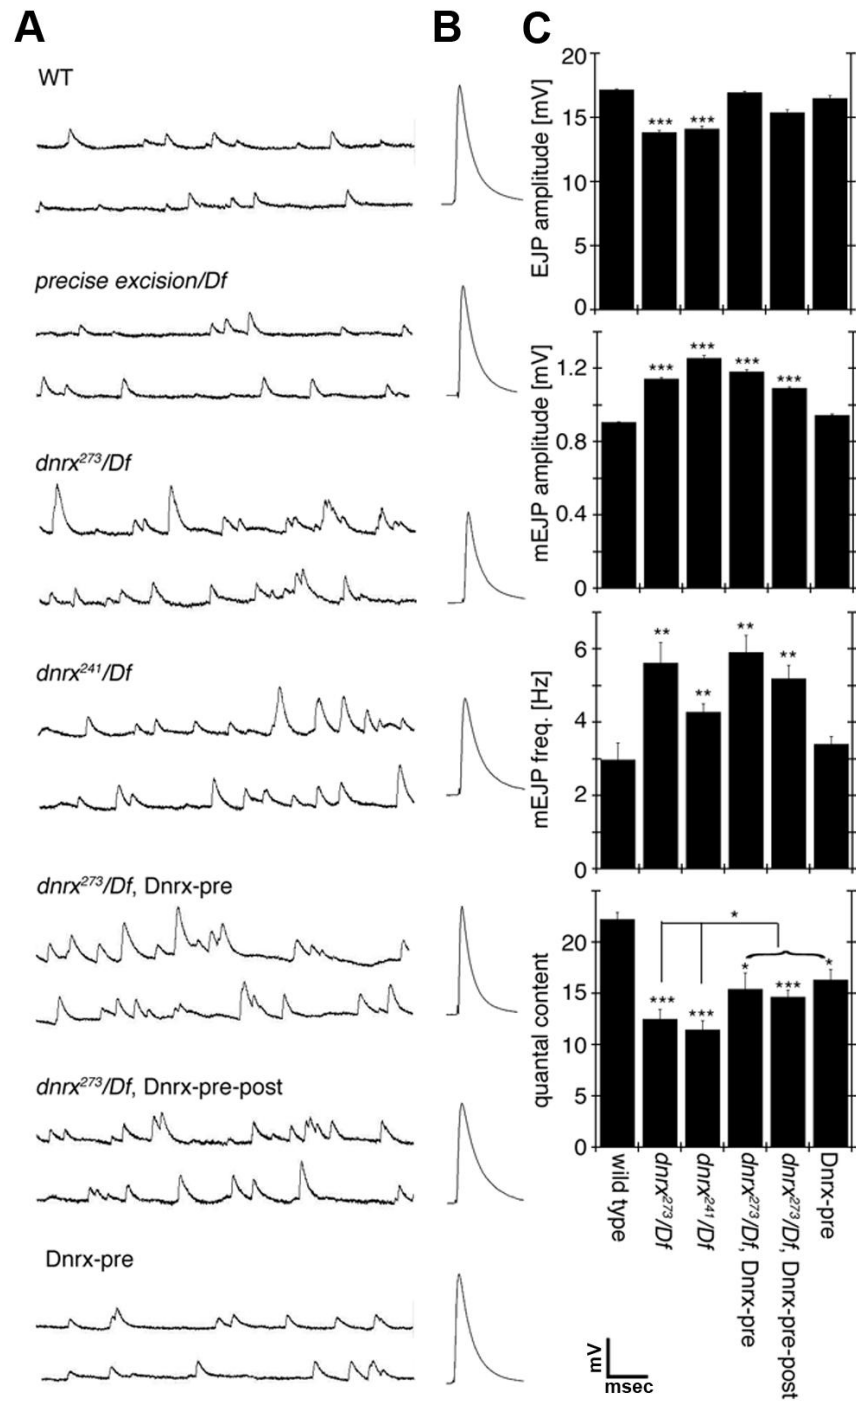 A
B
C
WT
precise excision/Df
dnrx²⁷³/Df
dnrx²⁴¹/Df
dnrx²⁷³/Df, Dnrx-pre
dnrx²⁷³/Df, Dnrx-pre-post
Dnrx-pre
EJP amplitude [mV]
20
15
10
5
0
***
***
mEJP amplitude [mV]
1.2
0.8
0.4
0
***
***
***
***
mEJP freq. [Hz]
6
4
2
0
**
**
**
**
quantal content
20
15
10
5
0
*
***
***
*
***
*
wild type
dnrx²⁷³/Df
dnrx²⁴¹/Df
dnrx²⁷³/Df, Dnrx-pre
dnrx²⁷³/Df, Dnrx-pre-post
Dnrx-pre
mV
msec